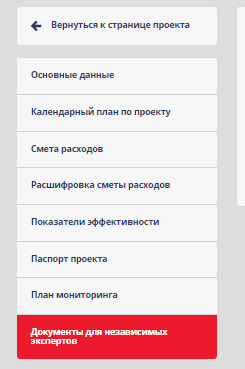 Вернуться к странице проекта
Основные данные
Календарный план по проекту
Смета расходов
Расшифровка сметы расходов
Показатели эффективности
Паспорт проекта
План мониторинга
Документы для независимых
экспертов